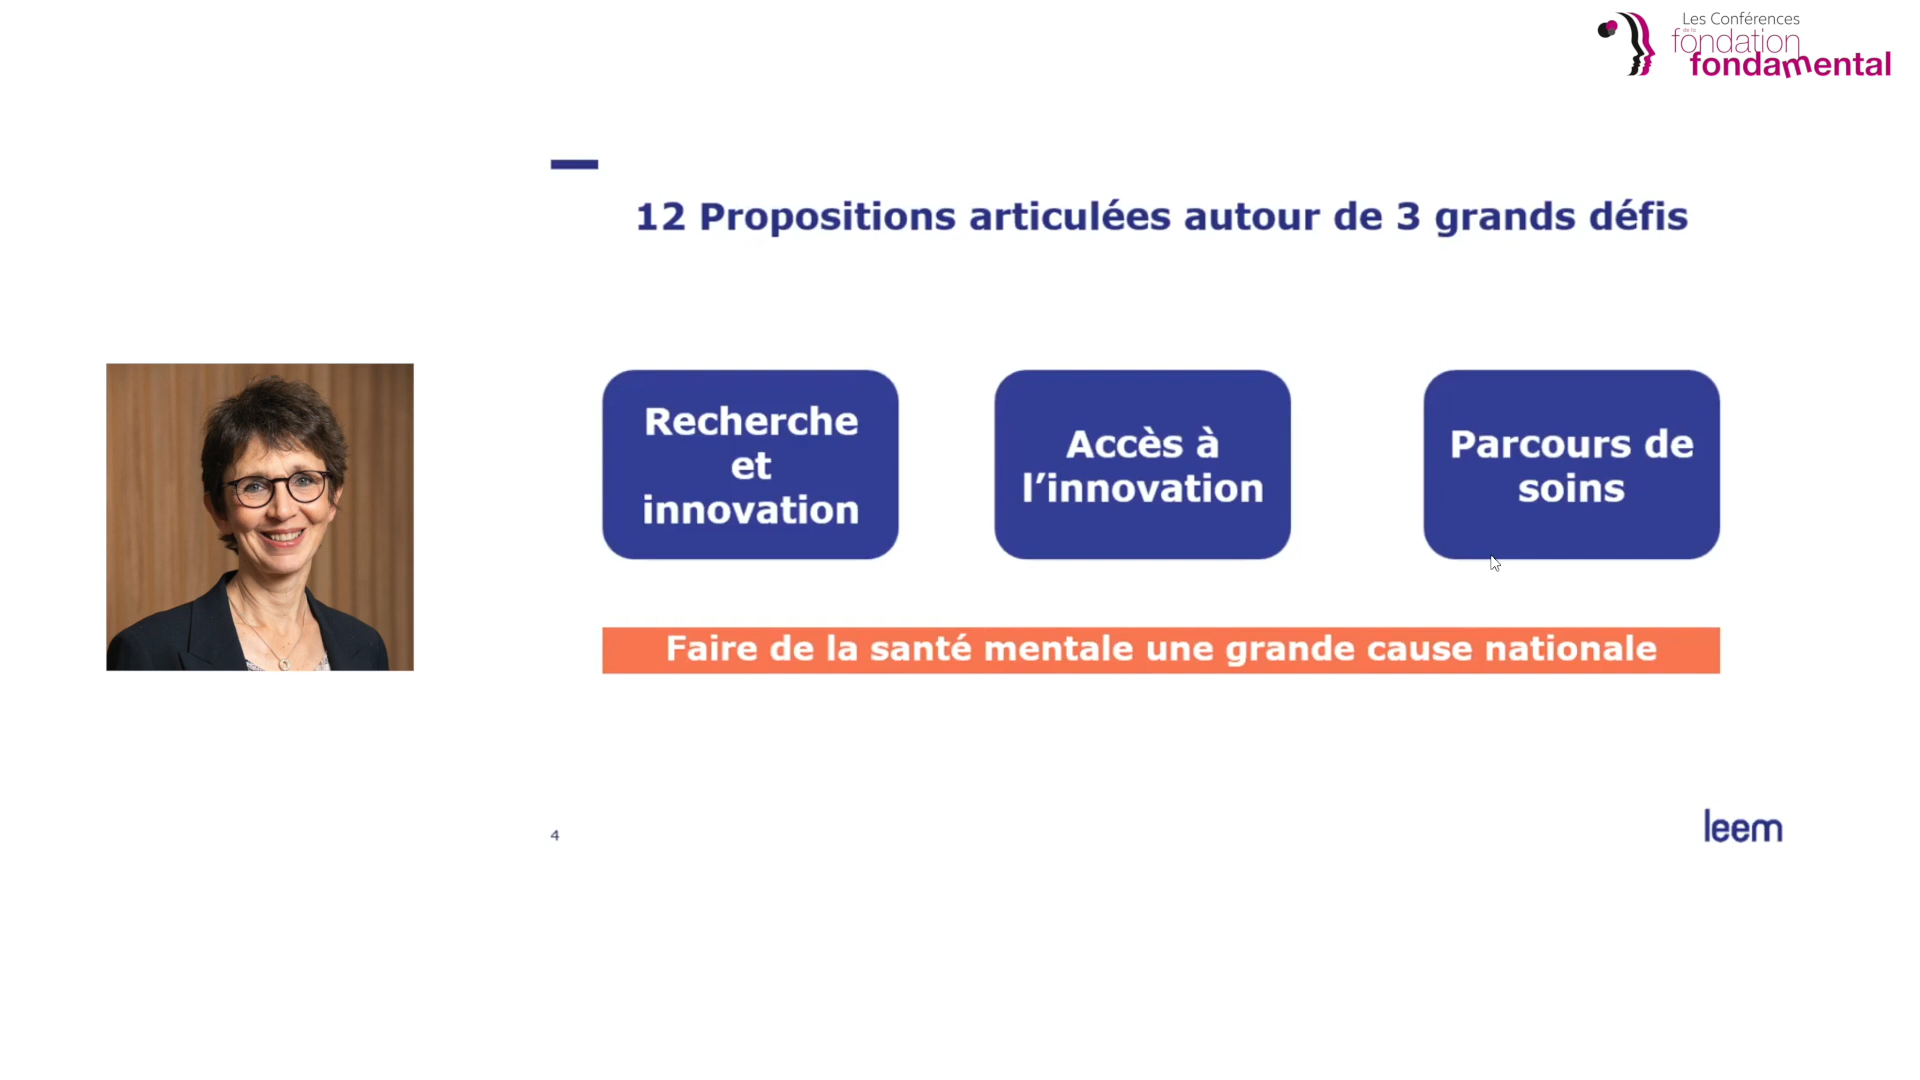 Les Conférences
de la
fondation
fondamental
12 Propositions articulées autour de 3 grands défis
Recherche
et
innovation
Accès à
l’innovation
Parcours de
soins
Faire de la santé mentale une grande cause nationale
4
leem